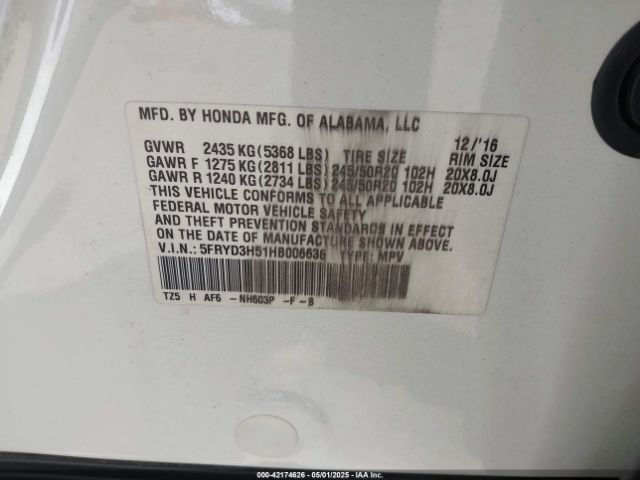 MFD. BY HONDA MFG. OF ALABAMA, LLC
12/'16
GVWR 2435 KG(5368 LBS) TIRE SIZE RIM SIZE
GAWR F 1275 KG(2811 LBS) 245/50R20 102H 20X8.0J
GAWR R 1240 KG(2734 LBS) 245/50R20 102H 20X8.0J
THIS VEHICLE CONFORMS TO ALL APPLICABLE
FEDERAL MOTOR VEHICLE SAFETY
AND THEFT PREVENTION STANDARDS IN EFFECT
ON THE DATE OF MANUFACTURE SHOWN ABOVE.
V.I.N.: 5FRYD3H51HB006636 TYPE: MPV
TZ5 H AF6 -NH603P -F -B
000-42174626 - 05/01/2025 - IAA Inc.